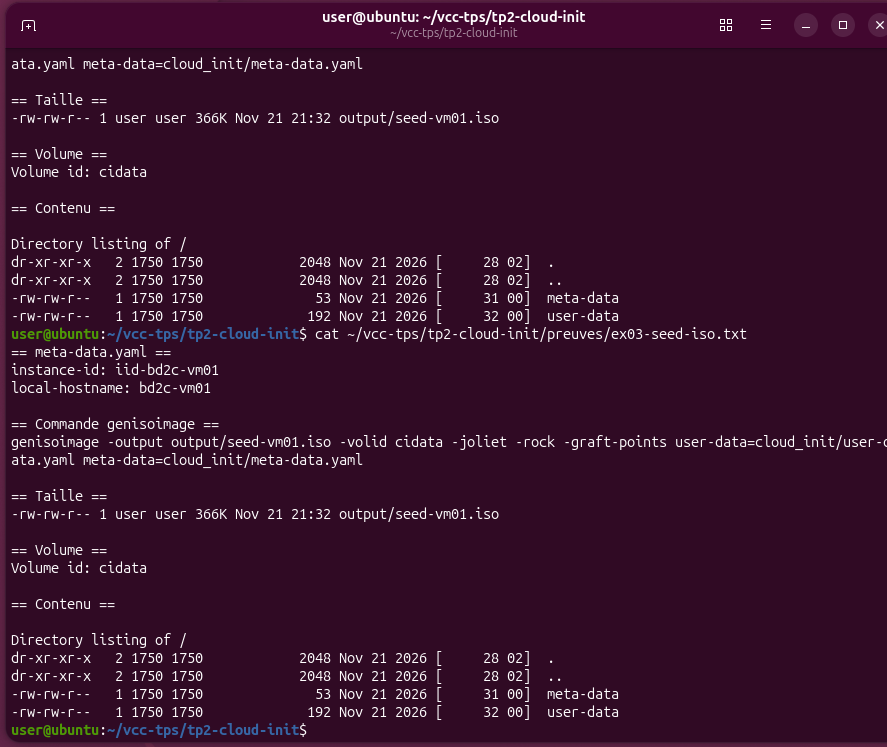 user@ubuntu: ~/vcc-tps/tp2-cloud-init
~/vcc-tps/tp2-cloud-init
ata.yaml meta-data=cloud_init/meta-data.yaml
== Taille ==
-rw-rw-r-- 1 user user 366K Nov 21 21:32 output/seed-vm01.iso
== Volume ==
Volume id: cidata
== Contenu ==
Directory listing of /
dr-xr-xr-x   2 1750 1750            2048 Nov 21 2026 [     28 02]  .
dr-xr-xr-x   2 1750 1750            2048 Nov 21 2026 [     28 02]  ..
-rw-rw-r--   1 1750 1750              53 Nov 21 2026 [     31 00]  meta-data
-rw-rw-r--   1 1750 1750             192 Nov 21 2026 [     32 00]  user-data
user@ubuntu:~/vcc-tps/tp2-cloud-init$ cat ~/vcc-tps/tp2-cloud-init/preuves/ex03-seed-iso.txt
== meta-data.yaml ==
instance-id: iid-bd2c-vm01
local-hostname: bd2c-vm01
== Commande genisoimage ==
genisoimage -output output/seed-vm01.iso -volid cidata -joliet -rock -graft-points user-data=cloud_init/user-d
ata.yaml meta-data=cloud_init/meta-data.yaml
== Taille ==
-rw-rw-r-- 1 user user 366K Nov 21 21:32 output/seed-vm01.iso
== Volume ==
Volume id: cidata
== Contenu ==
Directory listing of /
dr-xr-xr-x   2 1750 1750            2048 Nov 21 2026 [     28 02]  .
dr-xr-xr-x   2 1750 1750            2048 Nov 21 2026 [     28 02]  ..
-rw-rw-r--   1 1750 1750              53 Nov 21 2026 [     31 00]  meta-data
-rw-rw-r--   1 1750 1750             192 Nov 21 2026 [     32 00]  user-data
user@ubuntu:~/vcc-tps/tp2-cloud-init$